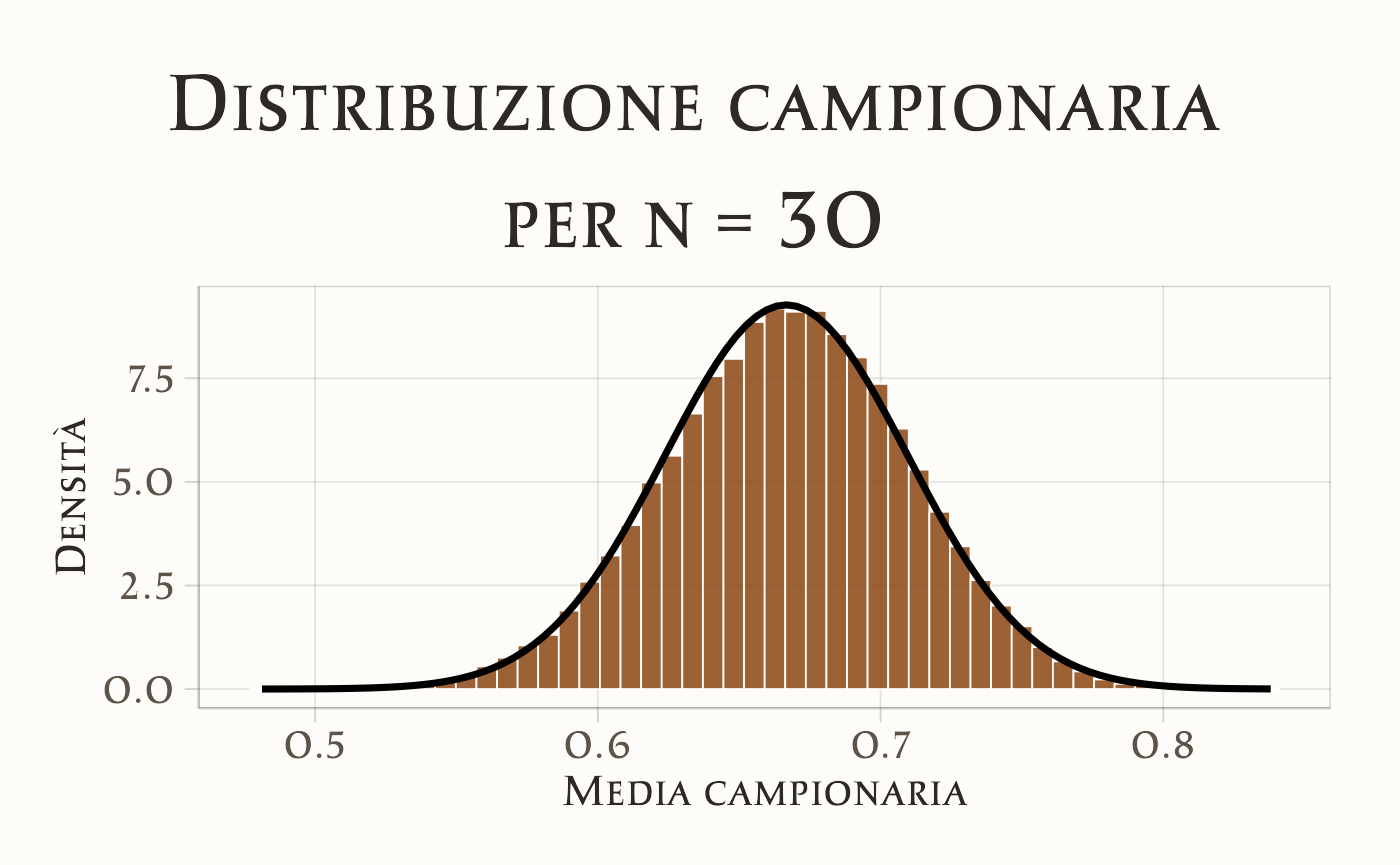 Distribuzione campionaria
per n = 30
Densità
7.5
5.0
2.5
0.0
0.5 0.6 0.7 0.8
Media campionaria